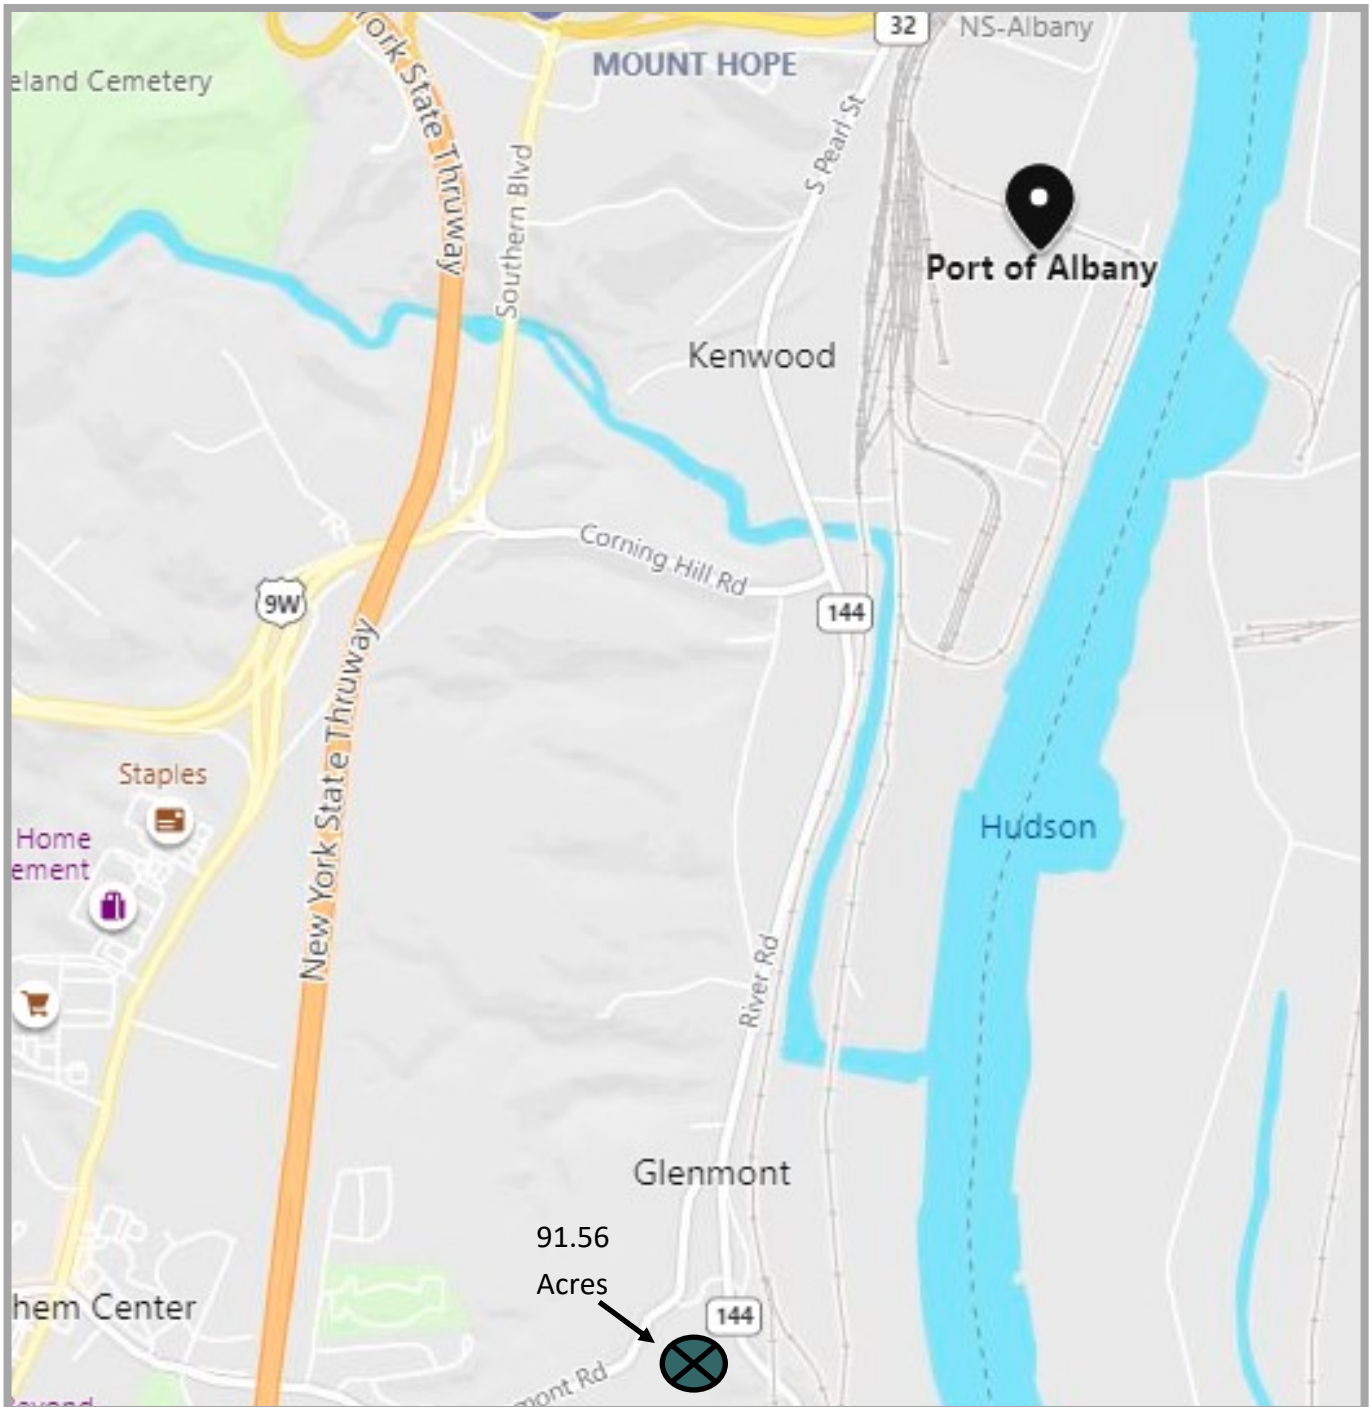 32
NS-Albany
York State Thruway
MOUNT HOPE
eland Cemetery
S Pearl St
Southern Blvd
Port of Albany
Kenwood
Corning Hill Rd
9W
144
New York State Thruway
Staples
Home
ement
Hudson
River Rd
Glenmont
91.56
Acres
hem Center
144
mont Rd